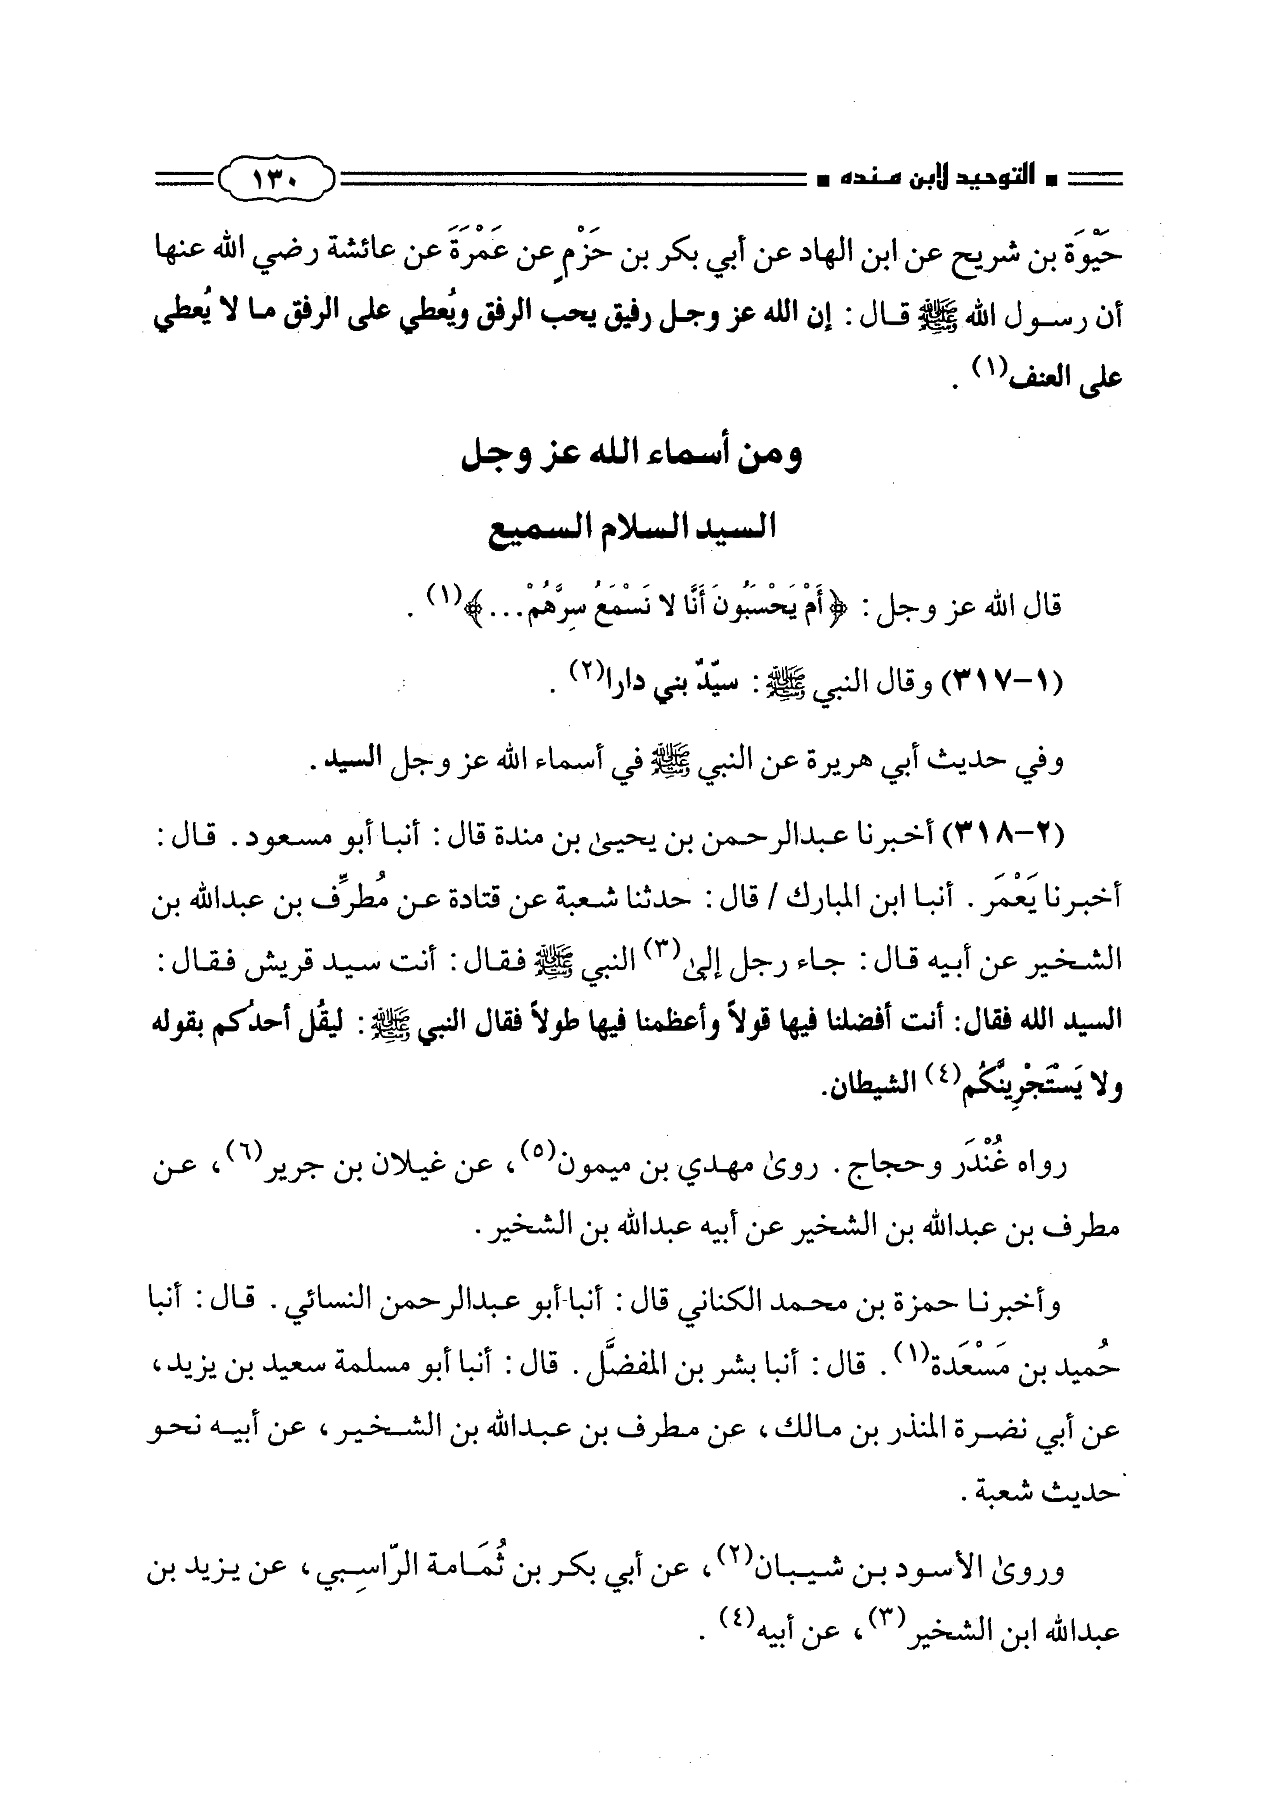 ■ التوحيد لابن منده ■ ١٣٠
حَيْوَة بن شريح عن ابن الهاد عن أبي بكر بن حَزْمٍ عن عَمْرَةَ عن عائشة رضي الله عنها
أن رسول الله ﷺ قال : إن الله عز وجل رفيق يحب الرفق ويُعطي على الرفق ما لا يُعطي
على العنف(١) .
ومن أسماء الله عز وجل
السيد السلام السميع
قال الله عز وجل : ﴿أَمْ يَحْسَبُونَ أَنَّا لا نَسْمَعُ سِرَّهُمْ...﴾(١) .
(١-٣١٧) وقال النبي ﷺ : سيّدٌ بني دارا(٢) .
وفي حديث أبي هريرة عن النبي ﷺ في أسماء الله عز وجل السيد .
(٢-٣١٨) أخبرنا عبدالرحمن بن يحيىٰ بن مندة قال : أنبا أبو مسعود . قال :
أخبرنا يَعْمَر . أنبا ابن المبارك / قال : حدثنا شعبة عن قتادة عن مُطرِّف بن عبدالله بن
الشخير عن أبيه قال : جاء رجل إلىٰ(٣) النبي ﷺ فقال : أنت سيد قريش فقال :
السيد الله فقال : أنت أفضلنا فيها قولاً وأعظمنا فيها طولاً فقال النبي ﷺ : ليقُل أحدكم بقوله
ولا يَسْتَجْرِينَّكُم(٤) الشيطان.
رواه غُنْدَر وحجاج . روىٰ مهدي بن ميمون(٥)، عن غيلان بن جرير(٦)، عن
مطرف بن عبدالله بن الشخير عن أبيه عبدالله بن الشخير .
وأخبرنا حمزة بن محمد الكناني قال : أنبا أبو عبدالرحمن النسائي . قال : أنبا
حُميد بن مَسْعَدة(١) . قال : أنبا بشر بن المفضَّل . قال : أنبا أبو مسلمة سعيد بن يزيد،
عن أبي نضرة المنذر بن مالك، عن مطرف بن عبدالله بن الشخير، عن أبيه نحو
حديث شعبة .
وروىٰ الأسود بن شيبان(٢)، عن أبي بكر بن ثُمَامة الرّاسِبي، عن يزيد بن
عبدالله ابن الشخير(٣)، عن أبيه(٤) .